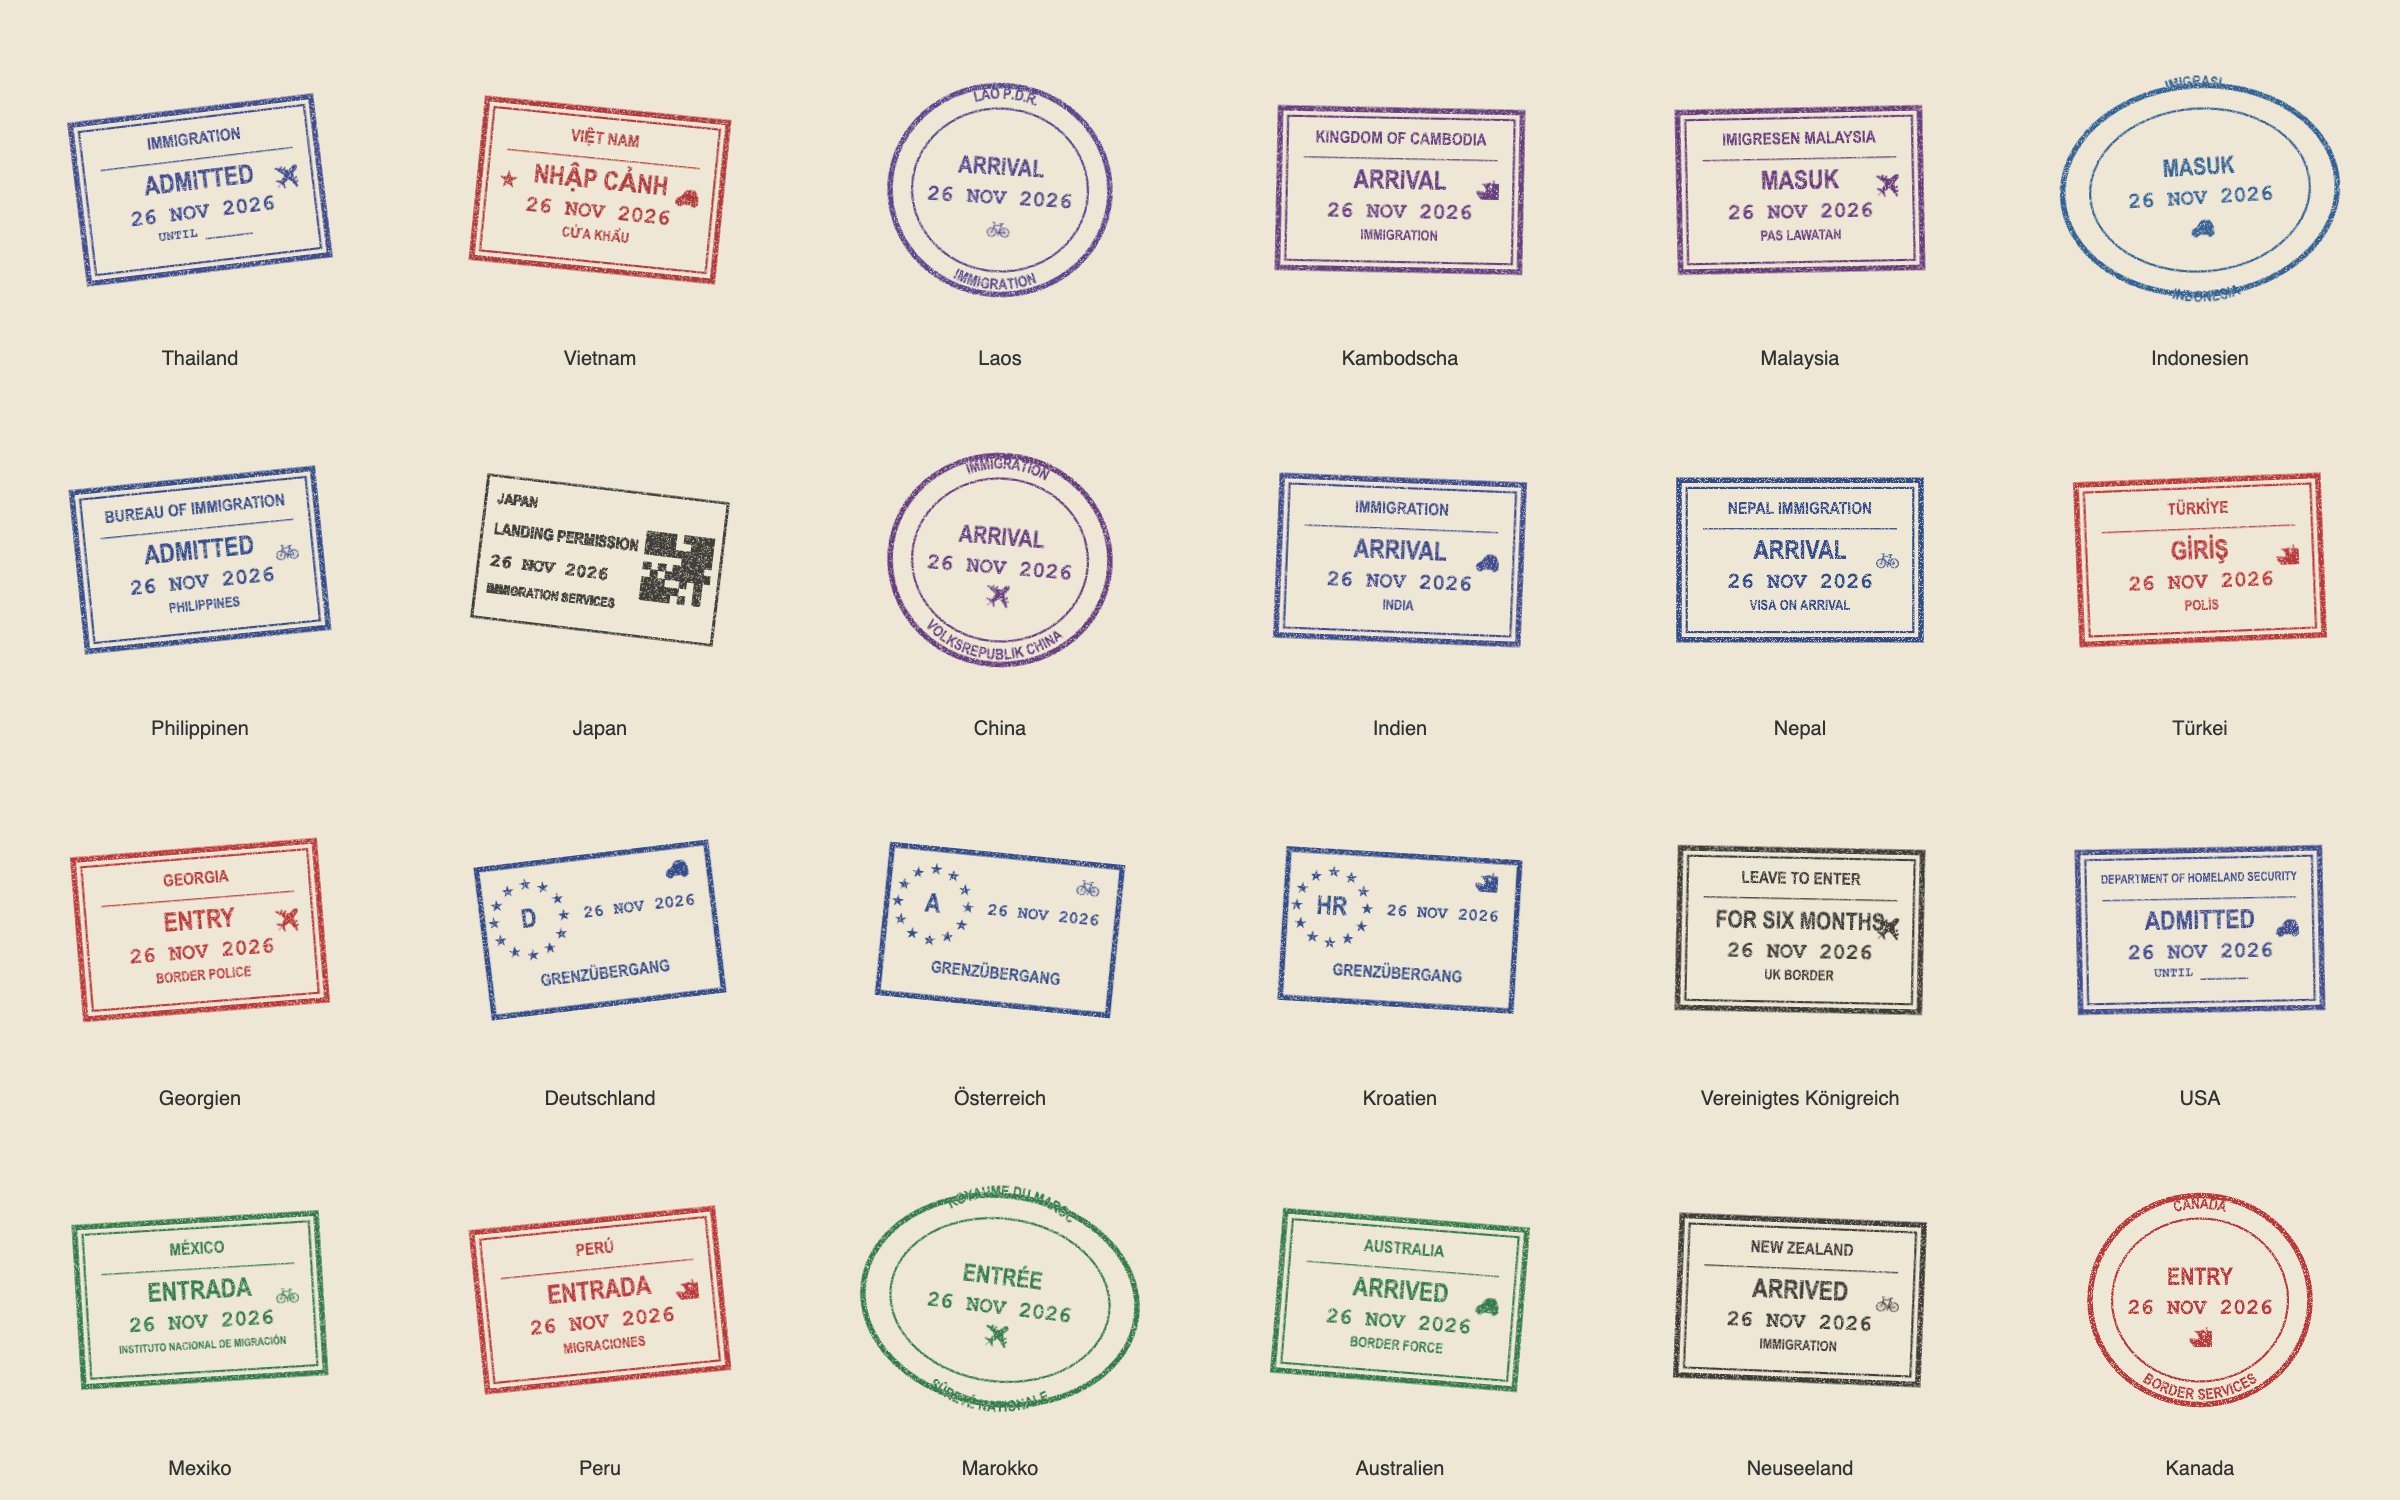 IMMIGRATION
ADMITTED
26 NOV 2026
UNTIL
Thailand
VIỆT NAM
NHẬP CẢNH
26 NOV 2026
CỬA KHẨU
Vietnam
LAO P.D.R.
ARRIVAL
26 NOV 2026
IMMIGRATION
Laos
KINGDOM OF CAMBODIA
ARRIVAL
26 NOV 2026
IMMIGRATION
Kambodscha
IMIGRESEN MALAYSIA
MASUK
26 NOV 2026
PAS LAWATAN
Malaysia
IMIGRASI
MASUK
26 NOV 2026
INDONESIA
Indonesien
BUREAU OF IMMIGRATION
ADMITTED
26 NOV 2026
PHILIPPINES
Philippinen
JAPAN
LANDING PERMISSION
26 NOV 2026
IMMIGRATION SERVICES
Japan
IMMIGRATION
ARRIVAL
26 NOV 2026
VOLKSREPUBLIK CHINA
China
IMMIGRATION
ARRIVAL
26 NOV 2026
INDIA
Indien
NEPAL IMMIGRATION
ARRIVAL
26 NOV 2026
VISA ON ARRIVAL
Nepal
TÜRKİYE
GİRİŞ
26 NOV 2026
POLİS
Türkei
GEORGIA
ENTRY
26 NOV 2026
BORDER POLICE
Georgien
D
26 NOV 2026
GRENZÜBERGANG
Deutschland
A
26 NOV 2026
GRENZÜBERGANG
Österreich
HR
26 NOV 2026
GRENZÜBERGANG
Kroatien
LEAVE TO ENTER
FOR SIX MONTHS
26 NOV 2026
UK BORDER
Vereinigtes Königreich
DEPARTMENT OF HOMELAND SECURITY
ADMITTED
26 NOV 2026
UNTIL
USA
MÉXICO
ENTRADA
26 NOV 2026
INSTITUTO NACIONAL DE MIGRACIÓN
Mexiko
PERÚ
ENTRADA
26 NOV 2026
MIGRACIONES
Peru
ROYAUME DU MAROC
ENTRÉE
26 NOV 2026
SÛRETÉ NATIONALE
Marokko
AUSTRALIA
ARRIVED
26 NOV 2026
BORDER FORCE
Australien
NEW ZEALAND
ARRIVED
26 NOV 2026
IMMIGRATION
Neuseeland
CANADA
ENTRY
26 NOV 2026
BORDER SERVICES
Kanada